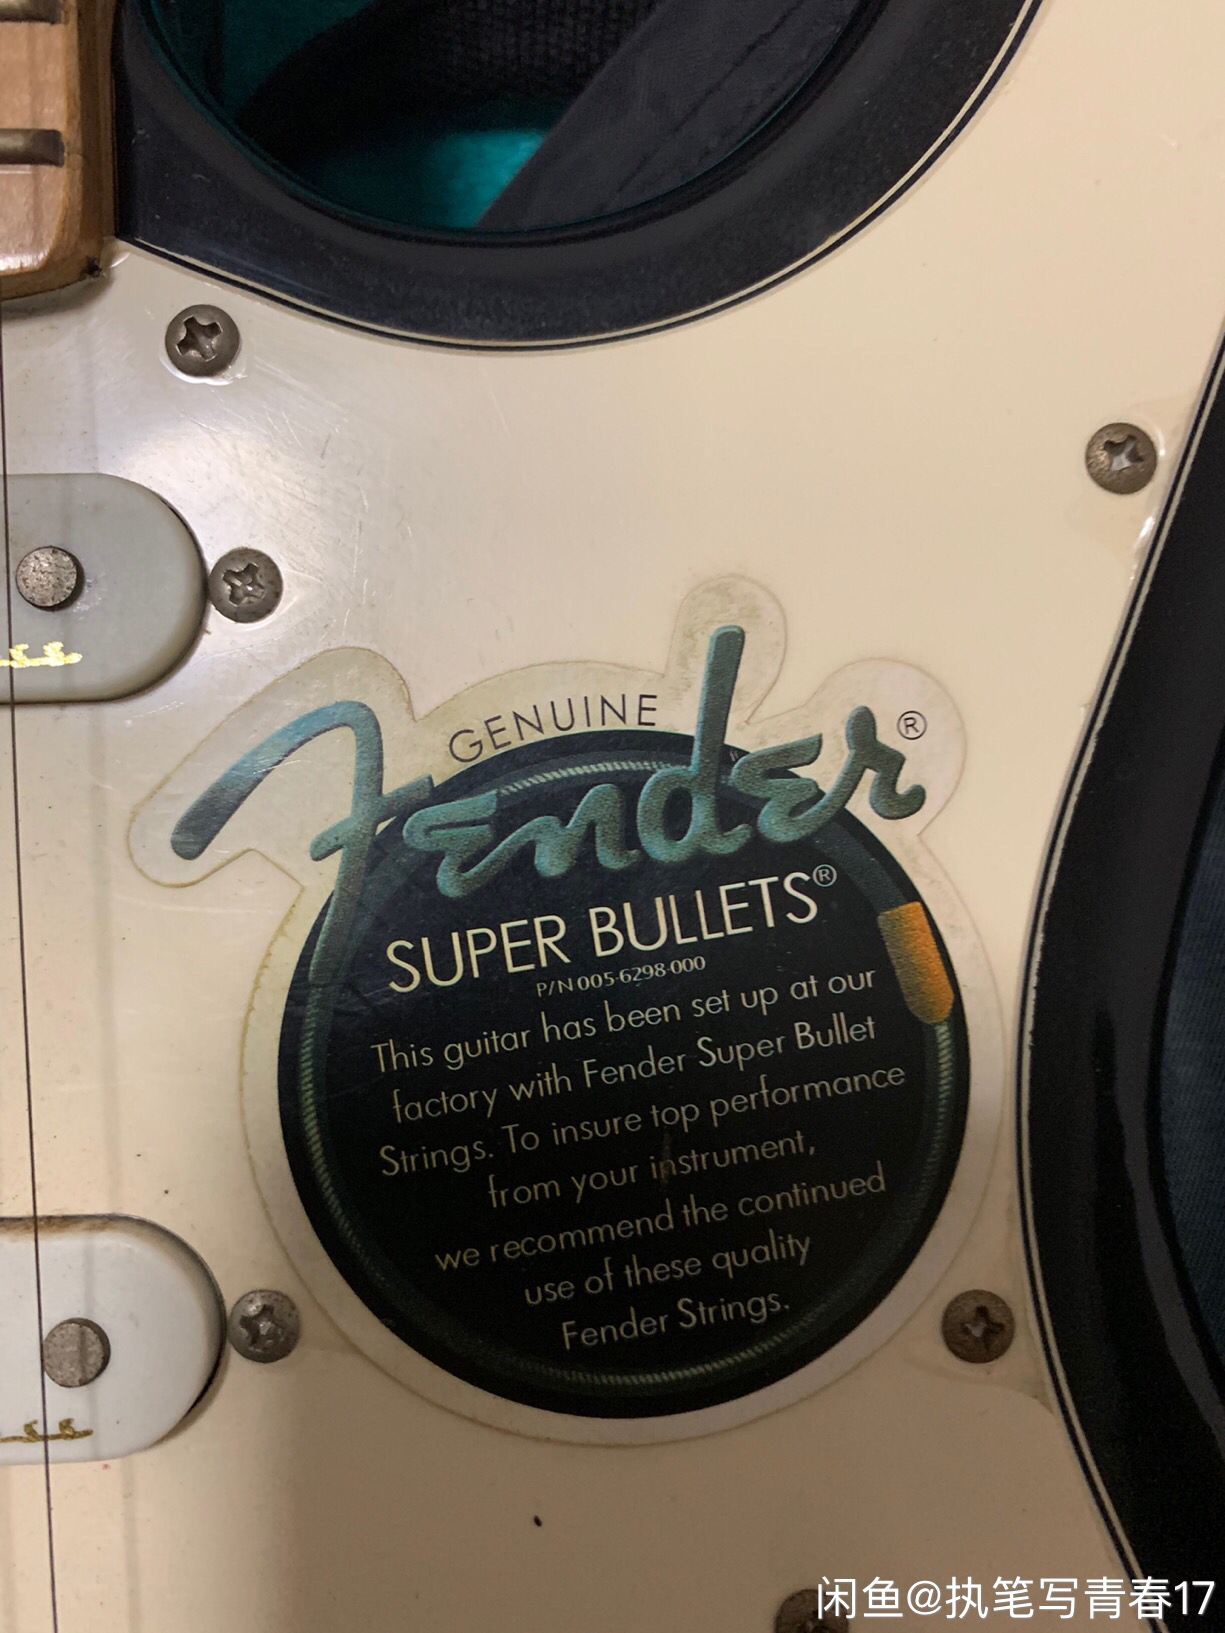 GENUINE
Fender®
SUPER BULLETS®
P/N 005-6298-000
This guitar has been set up at our
factory with Fender Super Bullet
Strings. To insure top performance
from your instrument,
we recommend the continued
use of these quality
Fender Strings.
闲鱼@执笔写青春17